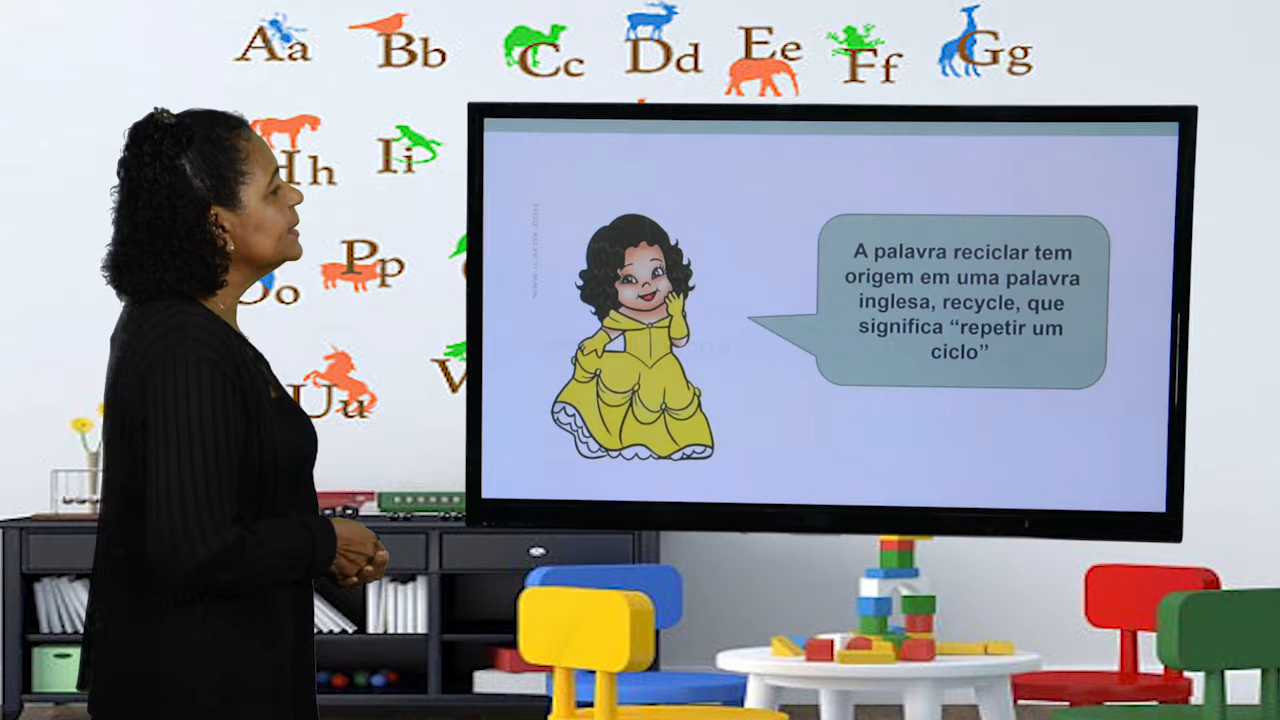 Aa Bb Cc Dd Ee Ff Gg
Hh Ii
Oo Pp
Uu V
A palavra reciclar tem
origem em uma palavra
inglesa, recycle, que
significa “repetir um
ciclo”